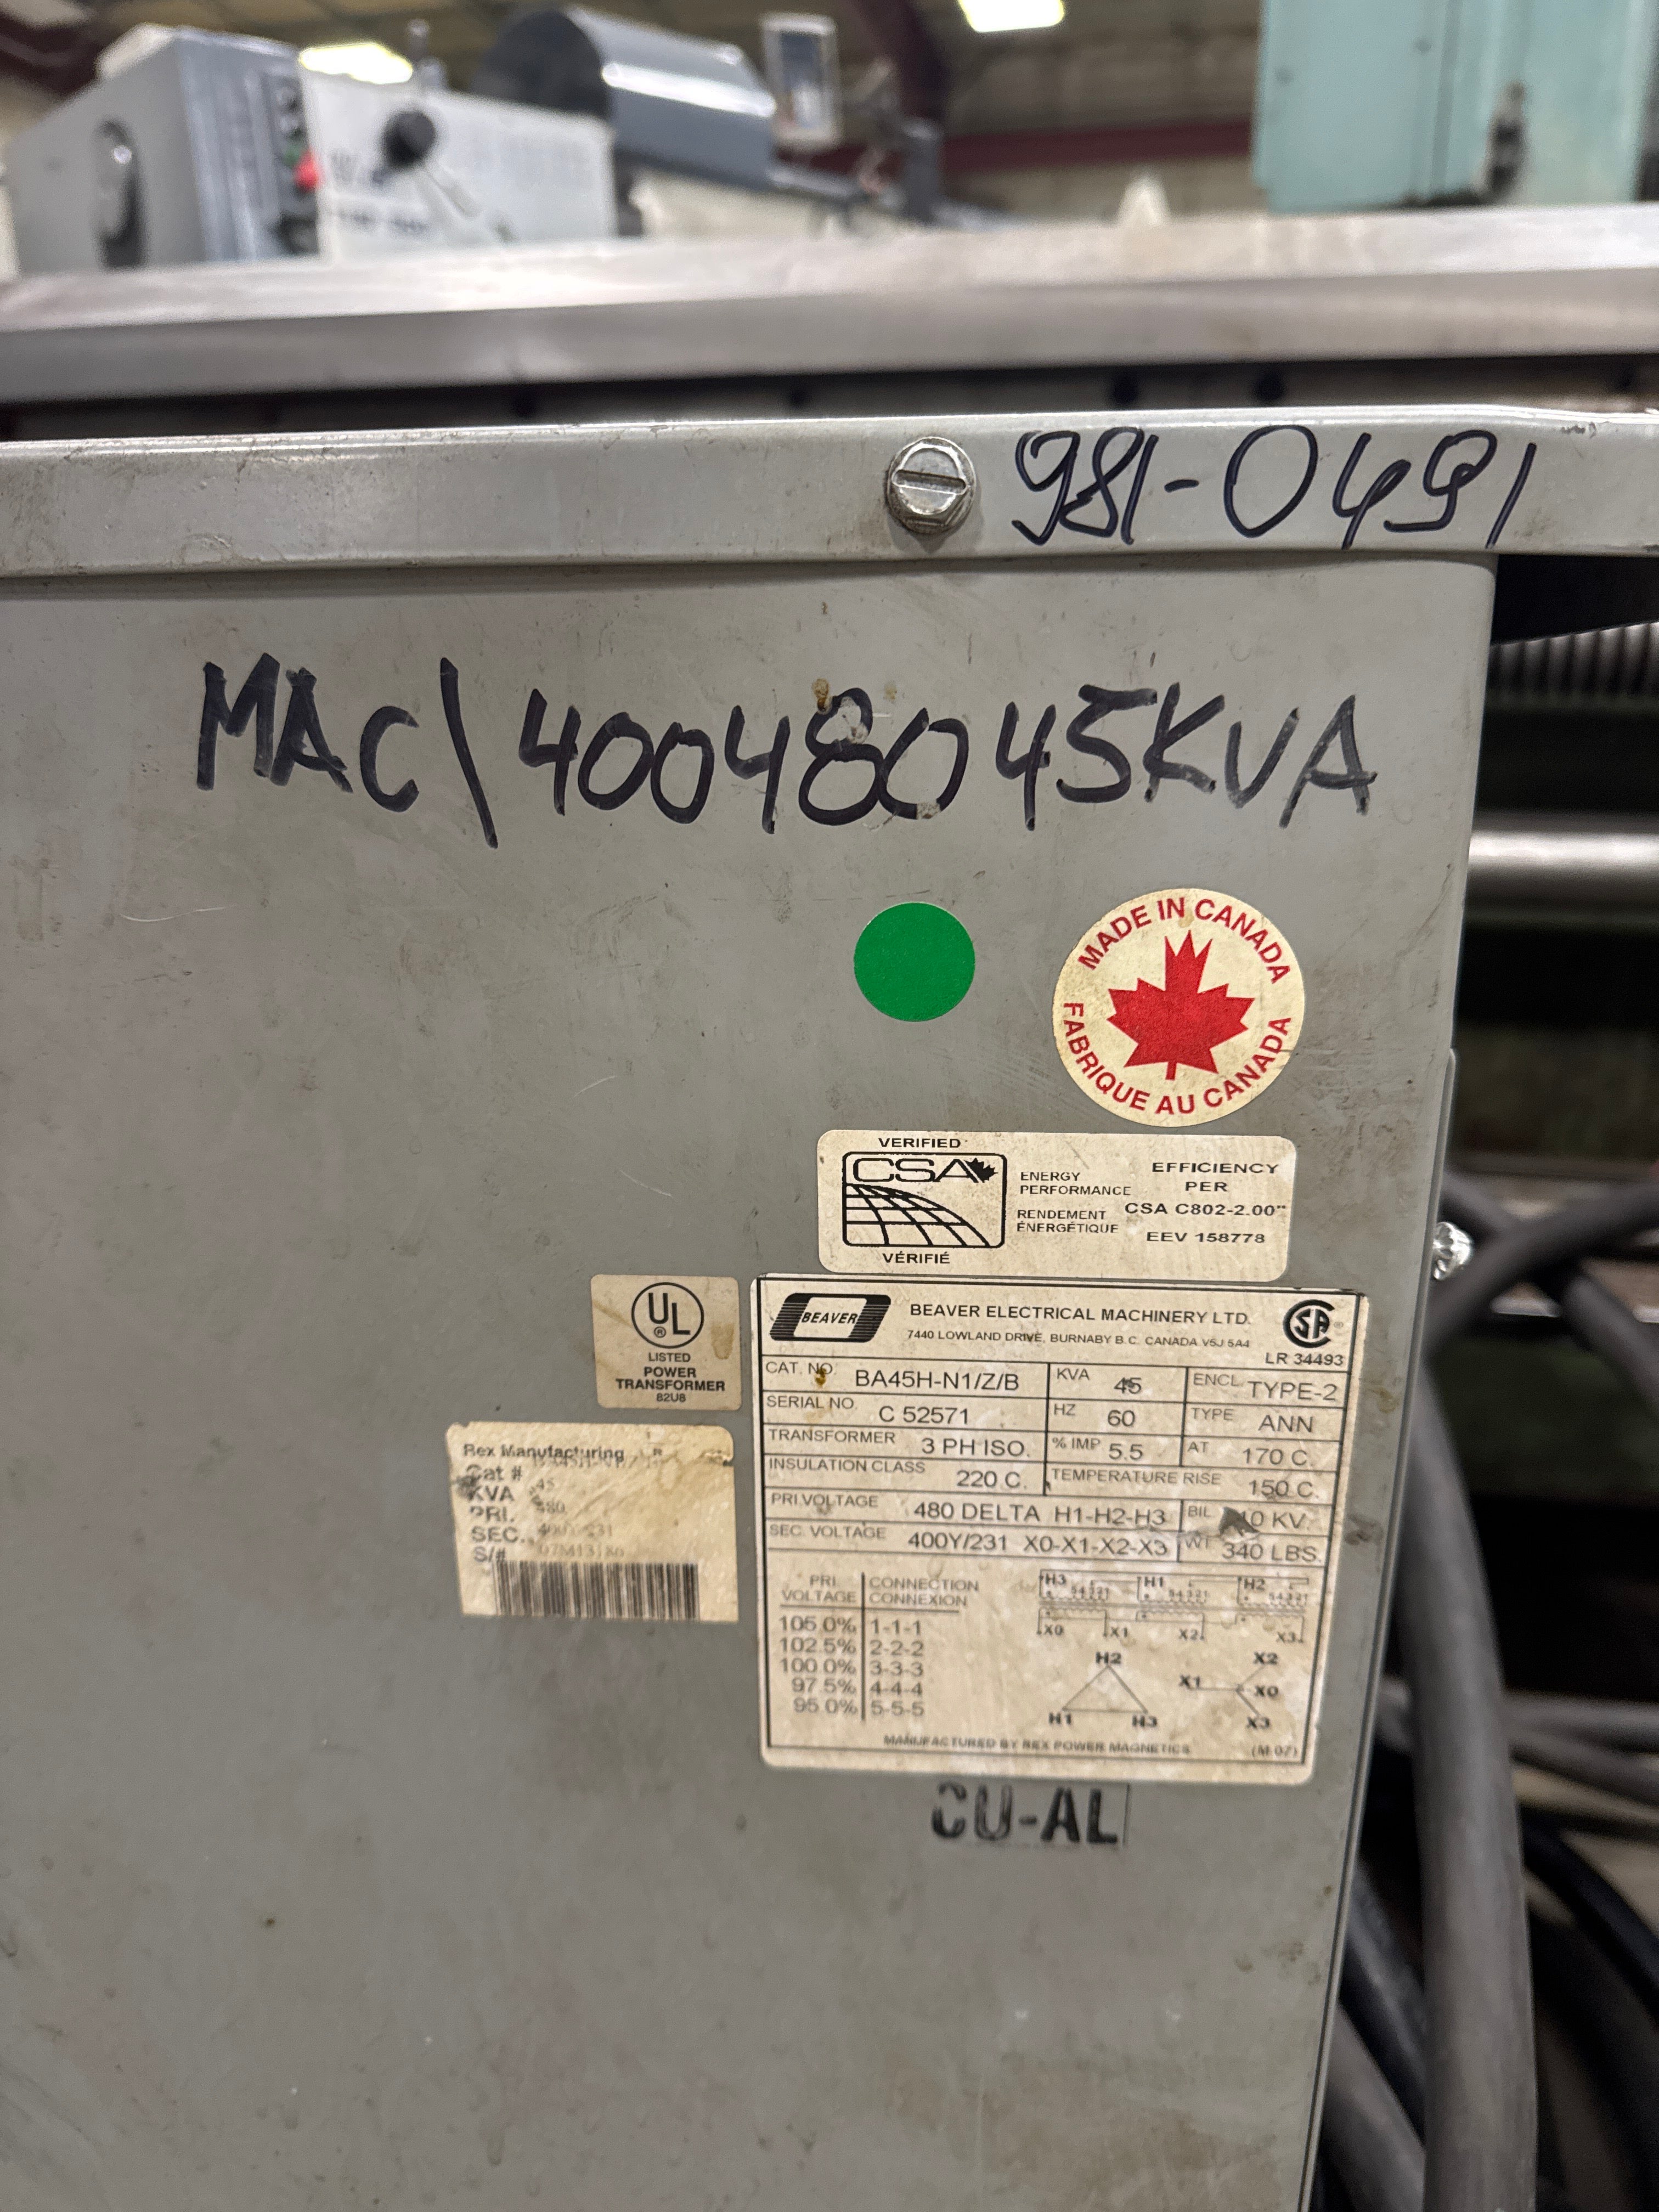 981-0491
MAC\40048045KVA
MADE IN CANADA
FABRIQUE AU CANADA
VERIFIED
CSA
VÉRIFIÉ
ENERGY
PERFORMANCE
RENDEMENT
ÉNERGÉTIQUE
EFFICIENCY
PER
CSA C802-2.00"
EEV 158778
UL
®
LISTED
POWER
TRANSFORMER
82U8
Rex Manufacturing
Cat #
KVA 45
PRI. 480
SEC.
S/#
BEAVER
BEAVER ELECTRICAL MACHINERY LTD.
7440 LOWLAND DRIVE, BURNABY B.C. CANADA V5J 5A4
SA ®
LR 34493
CAT. NO. BA45H-N1/Z/B KVA 45 ENCL. TYPE-2
SERIAL NO. C 52571 HZ 60 TYPE ANN
TRANSFORMER 3 PH ISO. % IMP 5.5 AT 170 C.
INSULATION CLASS 220 C. TEMPERATURE RISE 150 C.
PRI.VOLTAGE 480 DELTA H1-H2-H3 BIL 10 KV.
SEC. VOLTAGE 400Y/231 X0-X1-X2-X3 WT 340 LBS.
PRI. VOLTAGE CONNECTION CONNEXION
105.0% 1-1-1
102.5% 2-2-2
100.0% 3-3-3
97.5% 4-4-4
95.0% 5-5-5
H3 H1 H2
54321 54321 54321
X0 X1 X2 X3
H2
H1 H3
X2
X1 X0
X3
MANUFACTURED BY REX POWER MAGNETICS (M-07)
CU-AL